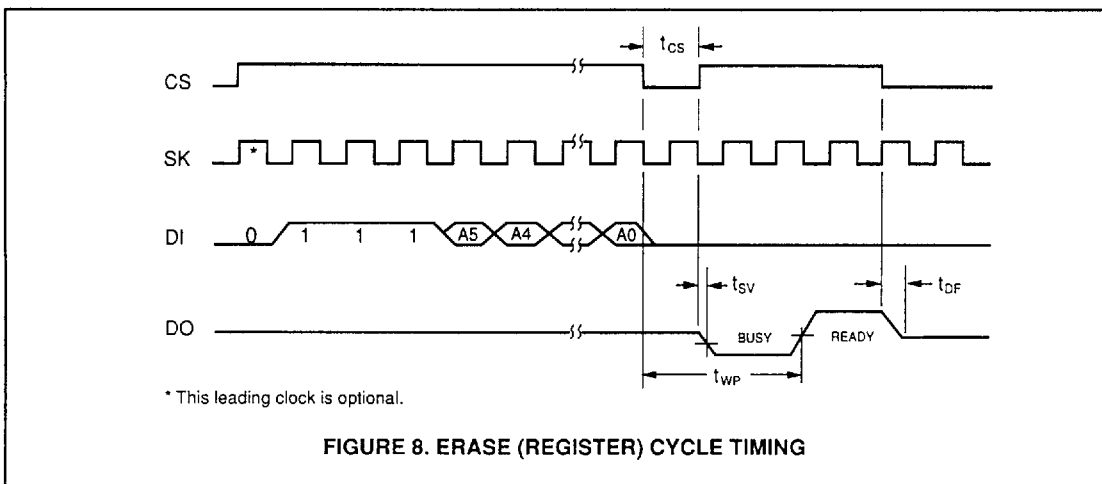 tCS
CS
SK
*
DI
0 1 1 1 A5 A4 A0
tSV
tDF
DO
BUSY
READY
tWP
* This leading clock is optional.
FIGURE 8. ERASE (REGISTER) CYCLE TIMING